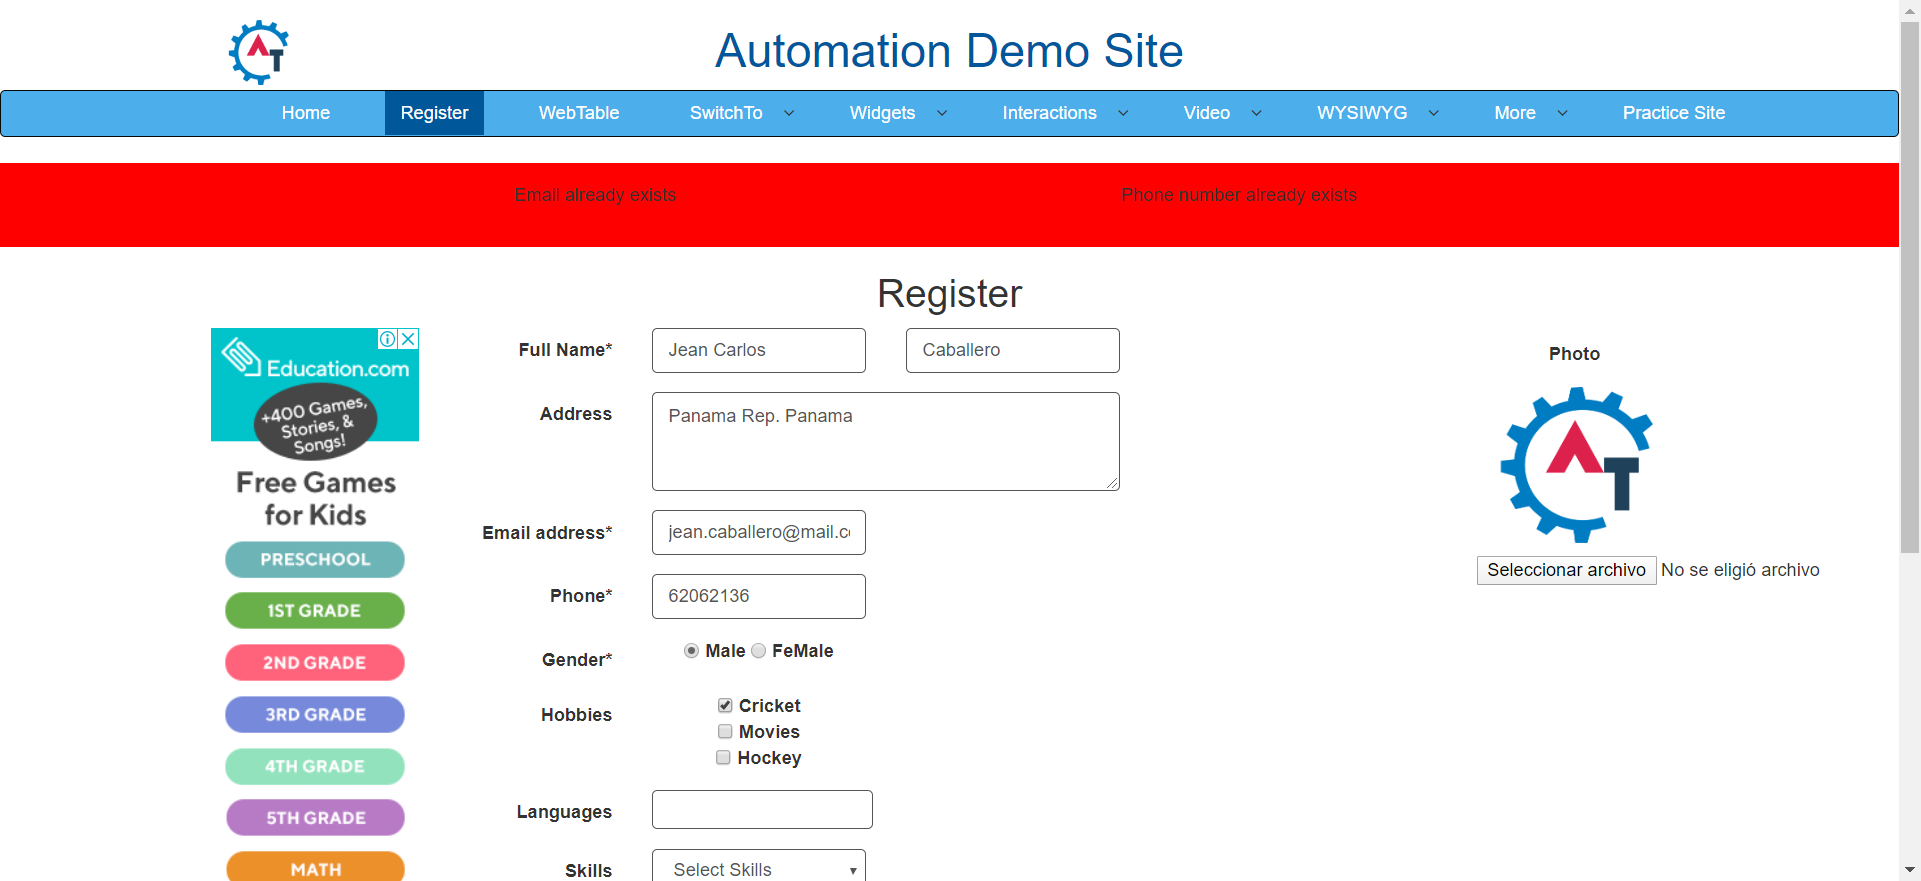 Automation Demo Site
Home Register WebTable SwitchTo Widgets Interactions Video WYSIWYG More Practice Site
Email already exists Phone number already exists
Register
Education.com
+400 Games,
Stories, &
Songs!
Free Games
for Kids
PRESCHOOL
1ST GRADE
2ND GRADE
3RD GRADE
4TH GRADE
5TH GRADE
MATH
Full Name* Jean Carlos Caballero
Address Panama Rep. Panama
Email address* jean.caballero@mail.c
Phone* 62062136
Gender* Male FeMale
Hobbies Cricket
Movies
Hockey
Languages
Skills Select Skills
Photo
AT
Seleccionar archivo No se eligió archivo